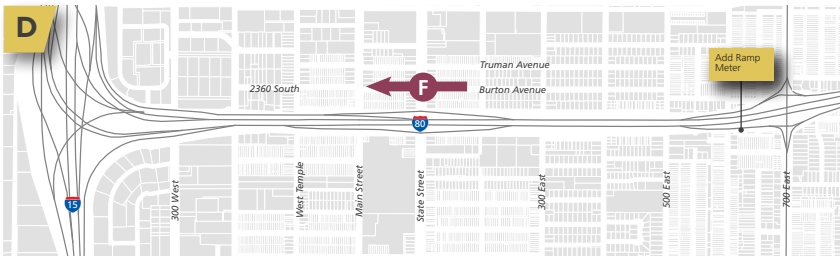 D
Truman Avenue
2360 South
F
Burton Avenue
Add Ramp
Meter
80
15
300 West
West Temple
Main Street
State Street
300 East
500 East
700 East